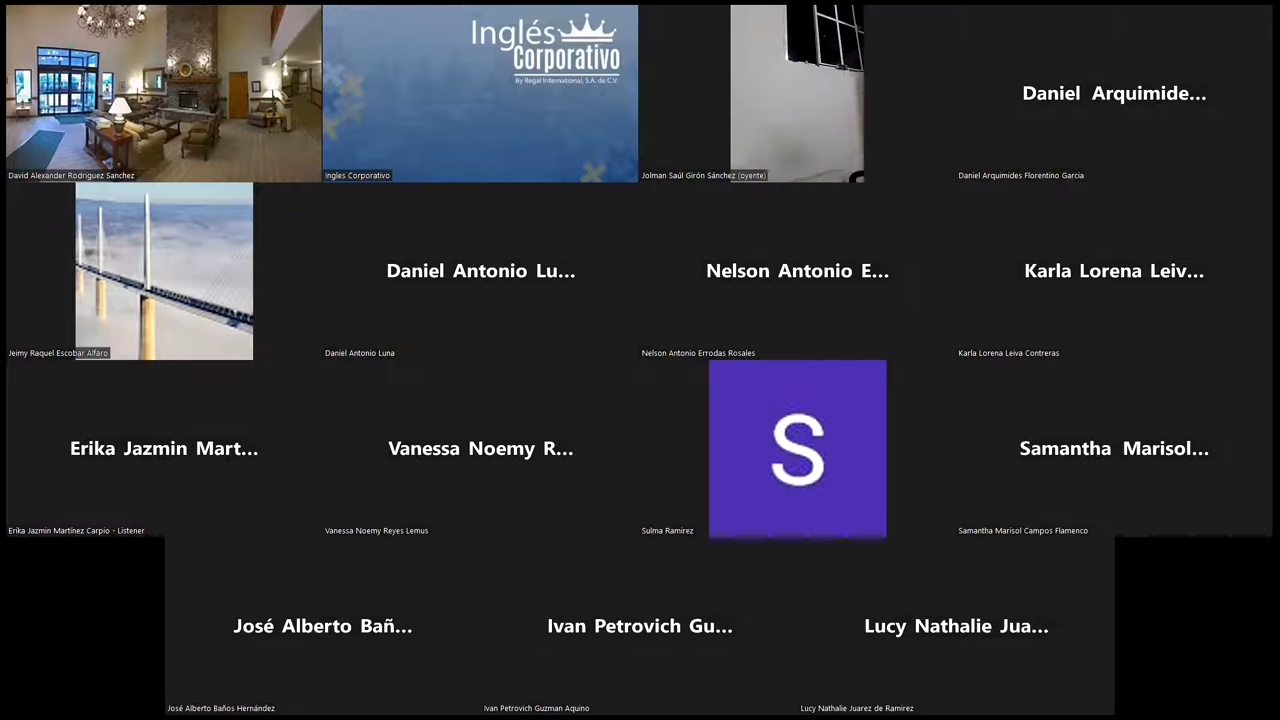 Inglés
Corporativo
By Regal International, S.A. de C.V.
David Alexander Rodriguez Sanchez
Ingles Corporativo
Jolman Saúl Girón Sánchez (oyente)
Daniel Arquimide...
Daniel Arquimides Florentino Garcia
Jeimy Raquel Escobar Alfaro
Daniel Antonio Lu...
Daniel Antonio Luna
Nelson Antonio E...
Nelson Antonio Errodas Rosales
Karla Lorena Leiv...
Karla Lorena Leiva Contreras
Erika Jazmin Mart...
Erika Jazmin Martínez Carpio - Listener
Vanessa Noemy R...
Vanessa Noemy Reyes Lemus
S
Sulma Ramirez
Samantha Marisol...
Samantha Marisol Campos Flamenco
José Alberto Bañ...
José Alberto Baños Hernández
Ivan Petrovich Gu...
Ivan Petrovich Guzman Aquino
Lucy Nathalie Jua...
Lucy Nathalie Juarez de Ramirez